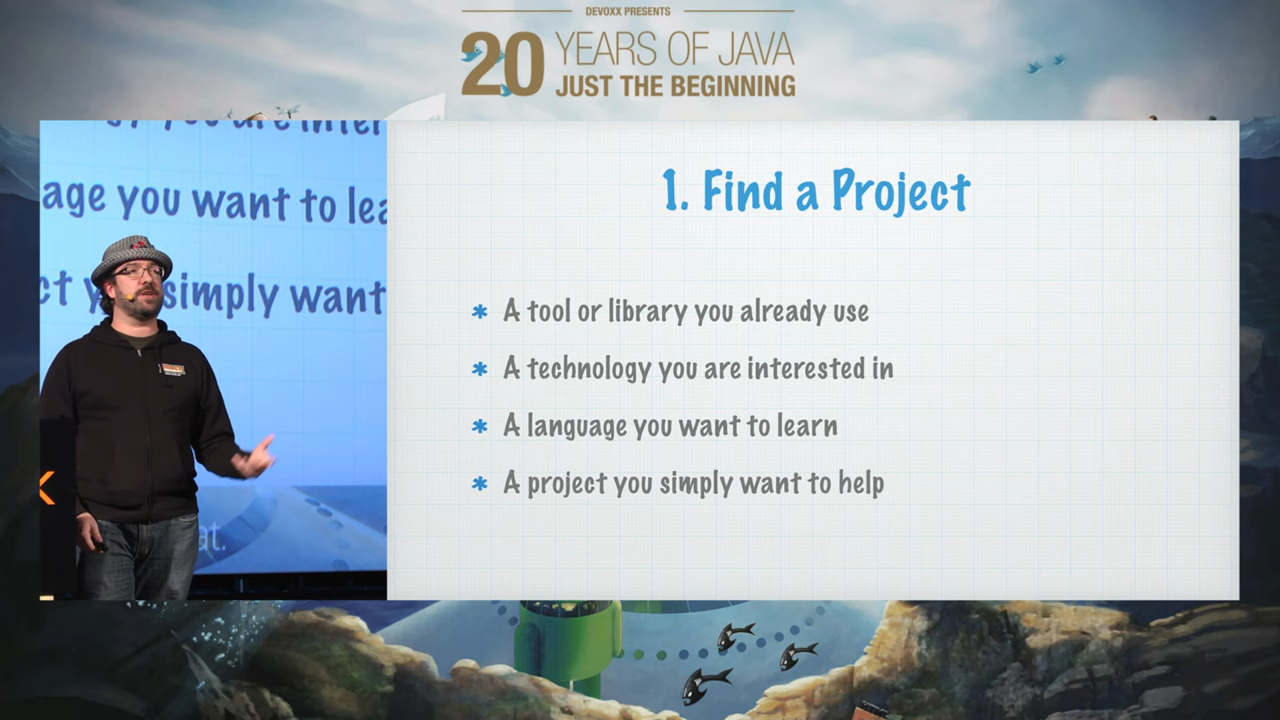 DEVOXX PRESENTS
20 YEARS OF JAVA
JUST THE BEGINNING
age you want to lea
simply want
at.
1. Find a Project
* A tool or library you already use
* A technology you are interested in
* A language you want to learn
* A project you simply want to help